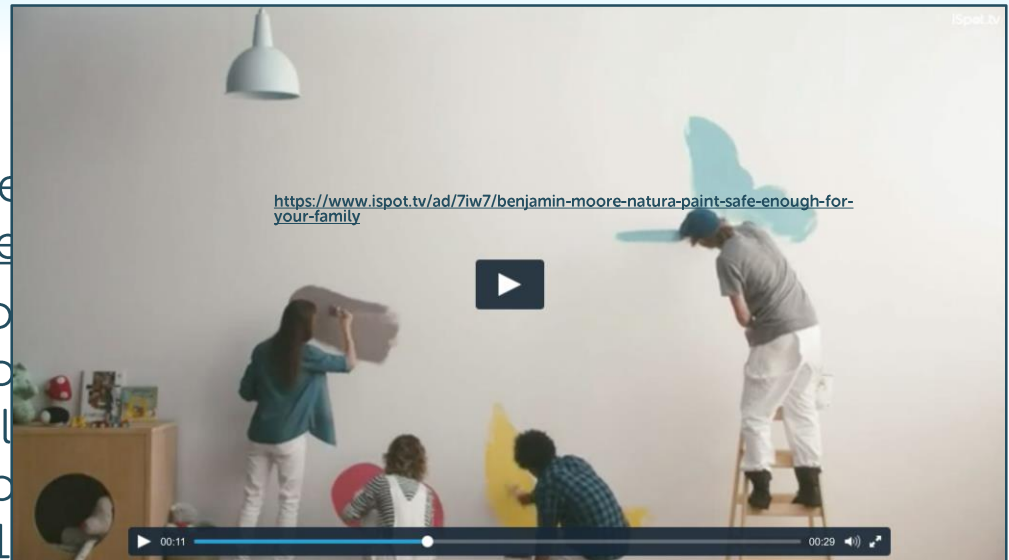 iSpot.tv
https://www.ispot.tv/ad/7iw7/benjamin-moore-natura-paint-safe-enough-for-
your-family
00:11
00:29